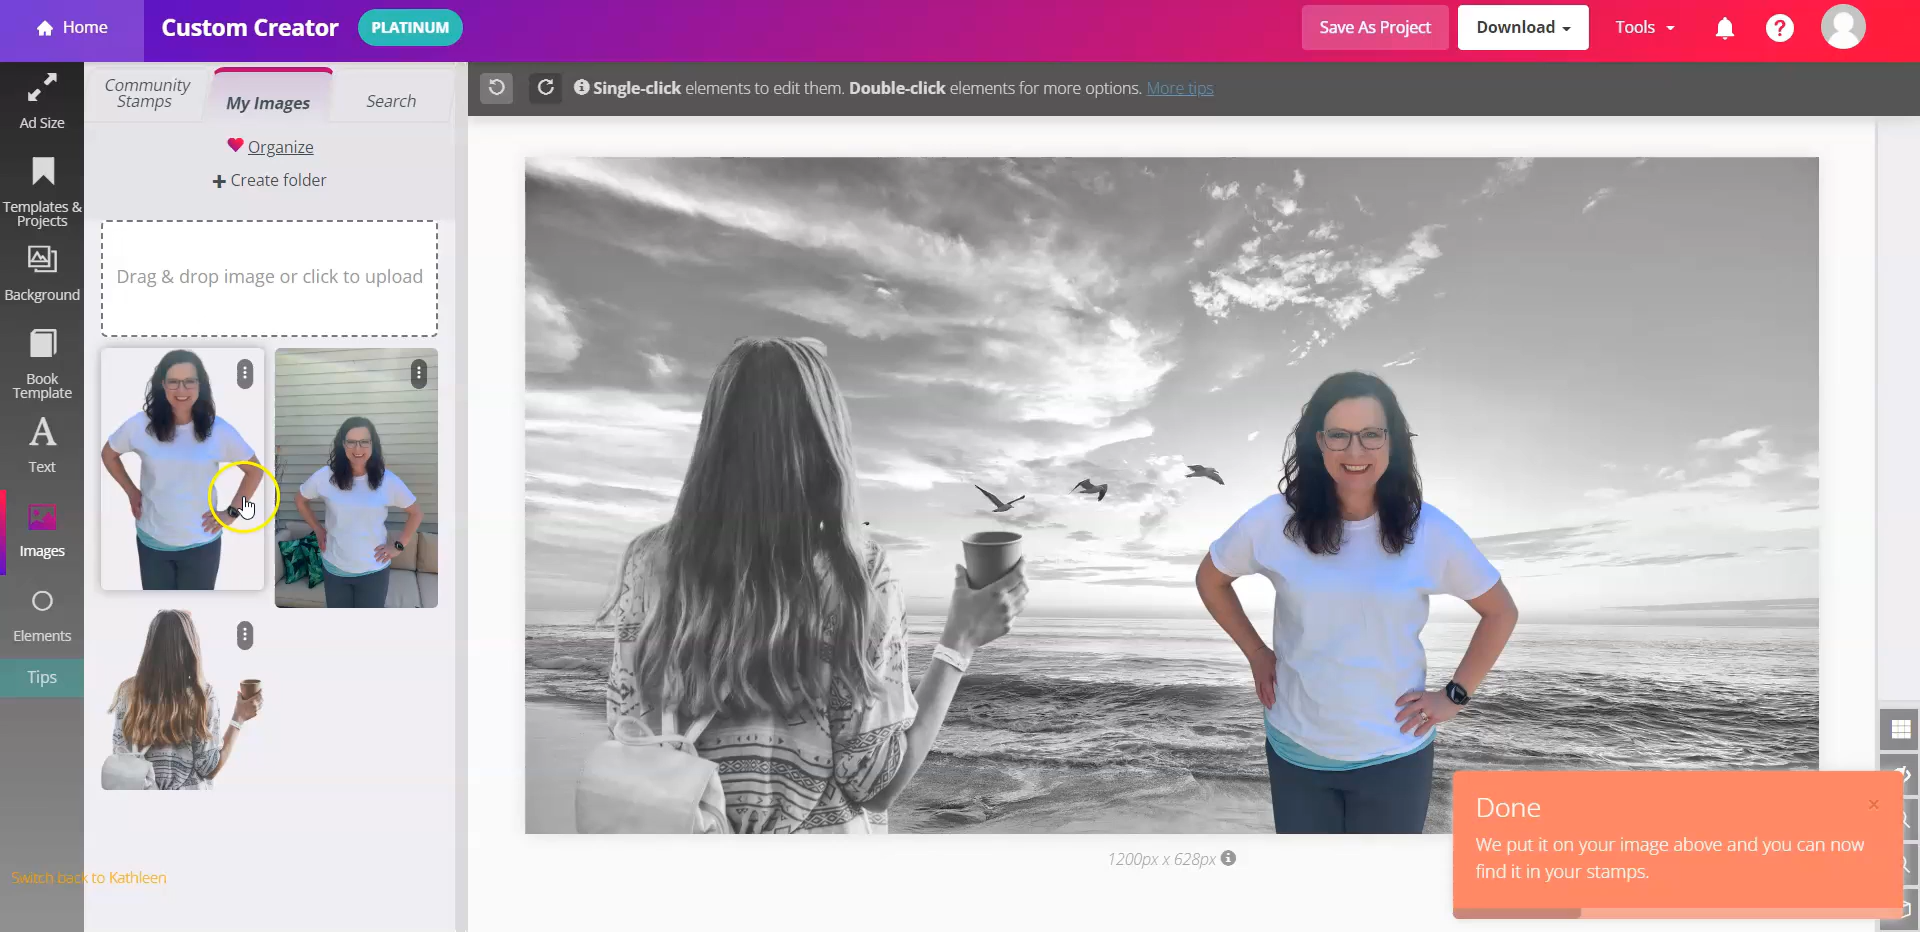 Home
Custom Creator
PLATINUM
Save As Project
Download
Tools
Ad Size
Templates &
Projects
Background
Book
Template
Text
Images
Elements
Tips
Switch back to Kathleen
Community
Stamps
My Images
Search
Organize
Create folder
Drag & drop image or click to upload
Single-click elements to edit them. Double-click elements for more options. More tips
1200px x 628px
Done
We put it on your image above and you can now
find it in your stamps.